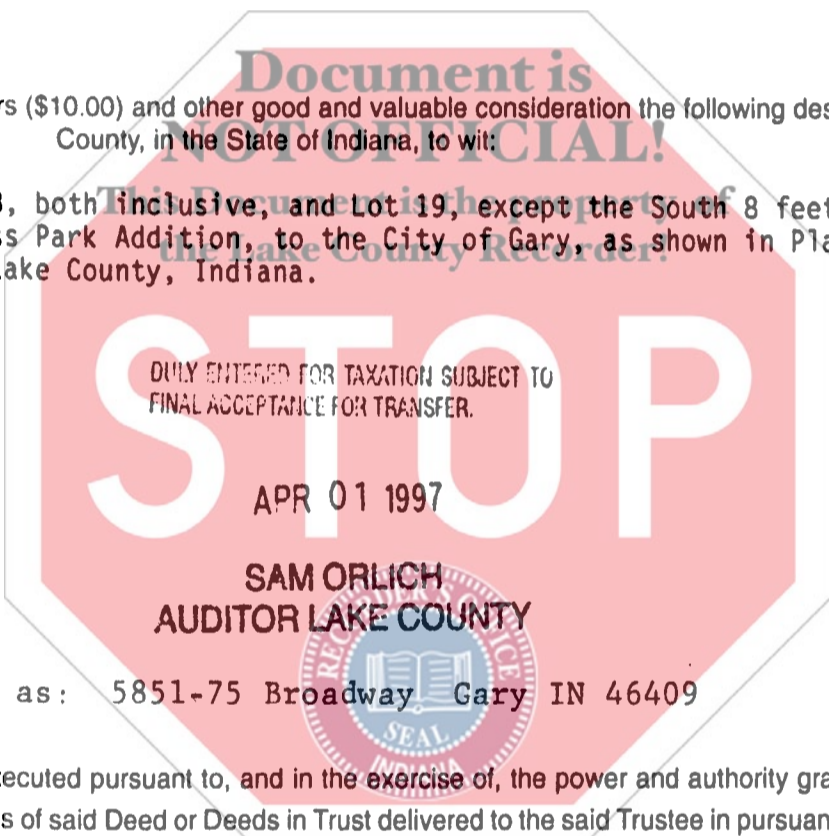 Document is
rs ($10.00) and other good and valuable consideration the following des
County, in the State of Indiana, to wit:
NOT OFFICIAL!
This Document is the property of
, both inclusive, and Lot 19, except the South 8 feet
s Park Addition, to the City of Gary, as shown in Pla
the Lake County Recorder!
ake County, Indiana.
STOP
DULY ENTERED FOR TAXATION SUBJECT TO
FINAL ACCEPTANCE FOR TRANSFER.
APR 01 1997
SAM ORLICH
AUDITOR LAKE COUNTY
RECORDER'S OFFICE
SEAL
INDIANA
as: 5851-75 Broadway Gary IN 46409
ecuted pursuant to, and in the exercise of, the power and authority gra
s of said Deed or Deeds in Trust delivered to the said Trustee in pursuan